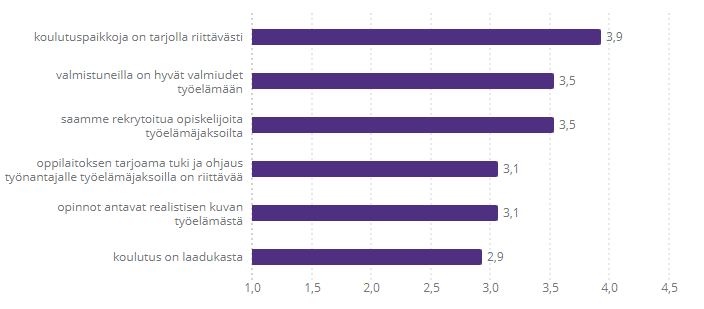 koulutuspaikkoja on tarjolla riittävästi
3,9
valmistuneilla on hyvät valmiudet
työelämään
3,5
saamme rekrytoitua opiskelijoita
työelämäjaksoilta
3,5
oppilaitoksen tarjoama tuki ja ohjaus
työnantajalle työelämäjaksoilla on riittävää
3,1
opinnot antavat realistisen kuvan
työelämästä
3,1
koulutus on laadukasta
2,9
1,0 1,5 2,0 2,5 3,0 3,5 4,0 4,5